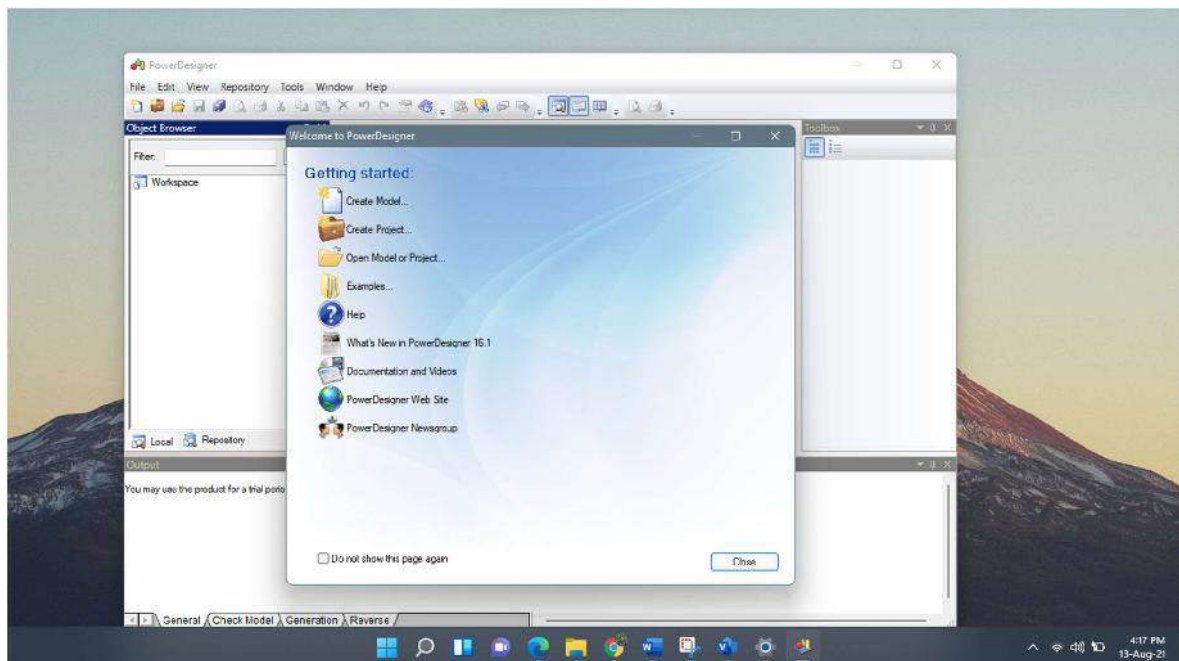 PowerDesigner
File Edit View Repository Tools Window Help
Object Browser
Toolbox
Filter:
Workspace
Local Repository
Welcome to PowerDesigner
Getting started:
Create Model...
Create Project...
Open Model or Project...
Examples...
Help
What's New in PowerDesigner 16.1
Documentation and Videos
PowerDesigner Web Site
PowerDesigner Newsgroup
Do not show this page again
Close
Output
You may use the product for a trial perio
General Check Model Generation Reverse
4:17 PM
13-Aug-21